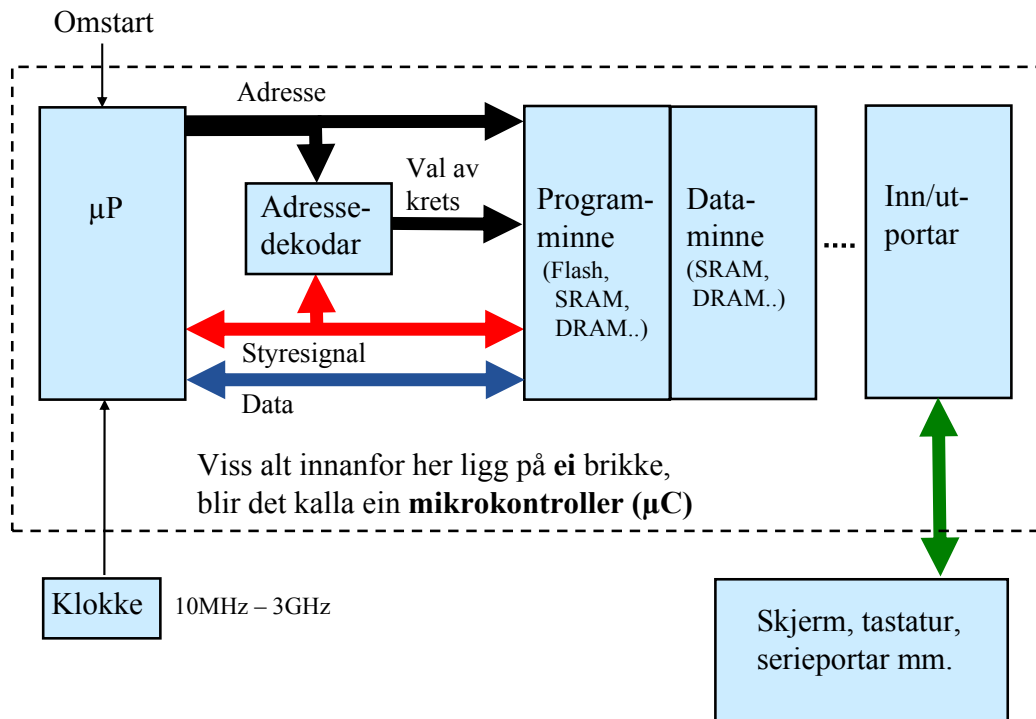 Omstart
Adresse
µP
Adresse-
dekodar
Val av
krets
Program-
minne
(Flash,
SRAM,
DRAM..)
Data-
minne
(SRAM,
DRAM..)
....
Inn/ut-
portar
Styresignal
Data
Viss alt innanfor her ligg på ei brikke,
blir det kalla ein mikrokontroller (µC)
Klokke
10MHz – 3GHz
Skjerm, tastatur,
serieportar mm.